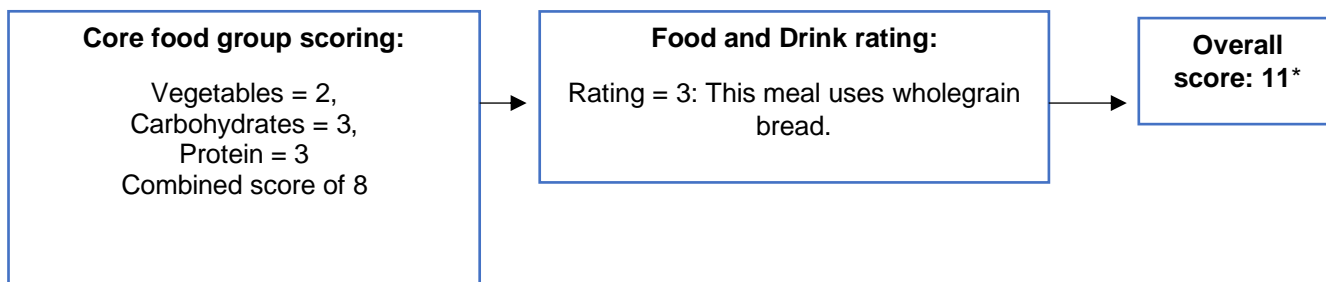 Core food group scoring:
Vegetables = 2,
Carbohydrates = 3,
Protein = 3
Combined score of 8
Food and Drink rating:
Rating = 3: This meal uses wholegrain
bread.
Overall
score: 11*